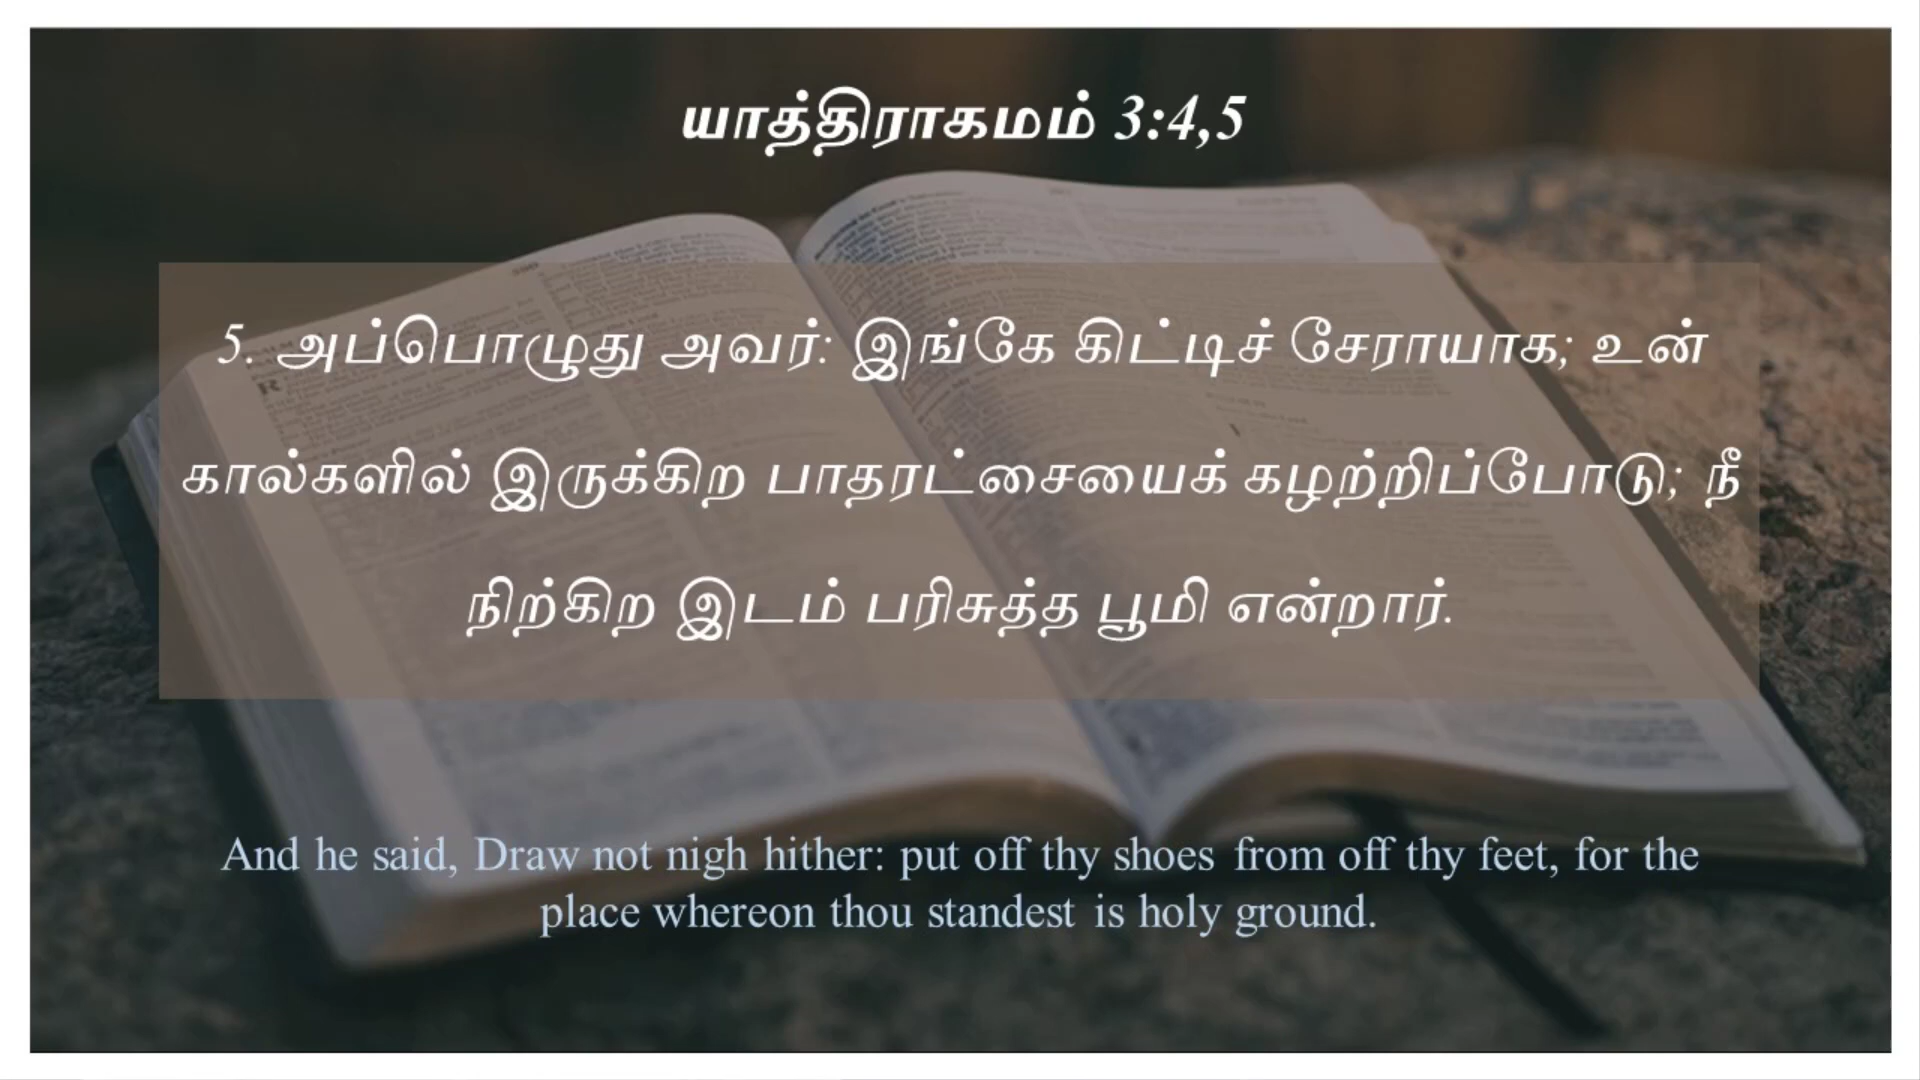 யாத்திராகமம் 3:4,5
5. அப்பொழுது அவர்: இங்கே கிட்டிச் சேராயாக; உன்
கால்களில் இருக்கிற பாதரட்சையைக் கழற்றிப்போடு; நீ
நிற்கிற இடம் பரிசுத்த பூமி என்றார்.
And he said, Draw not nigh hither: put off thy shoes from off thy feet, for the
place whereon thou standest is holy ground.